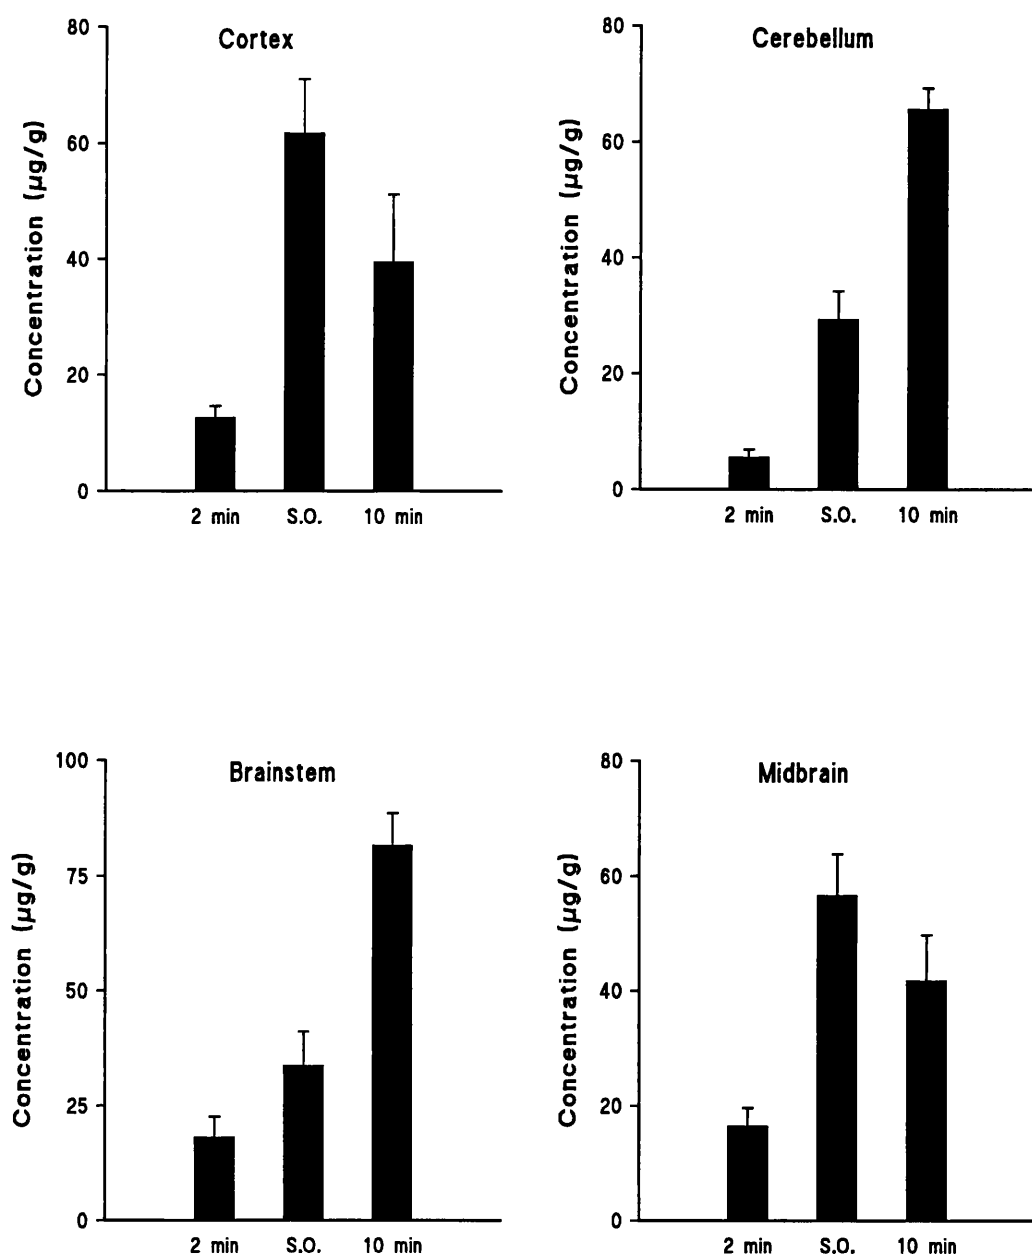 Cortex
Concentration (µg/g)
80
60
40
20
0
2 min S.O. 10 min
Cerebellum
Concentration (µg/g)
80
60
40
20
0
2 min S.O. 10 min
Brainstem
Concentration (µg/g)
100
75
50
25
0
2 min S.O. 10 min
Midbrain
Concentration (µg/g)
80
60
40
20
0
2 min S.O. 10 min